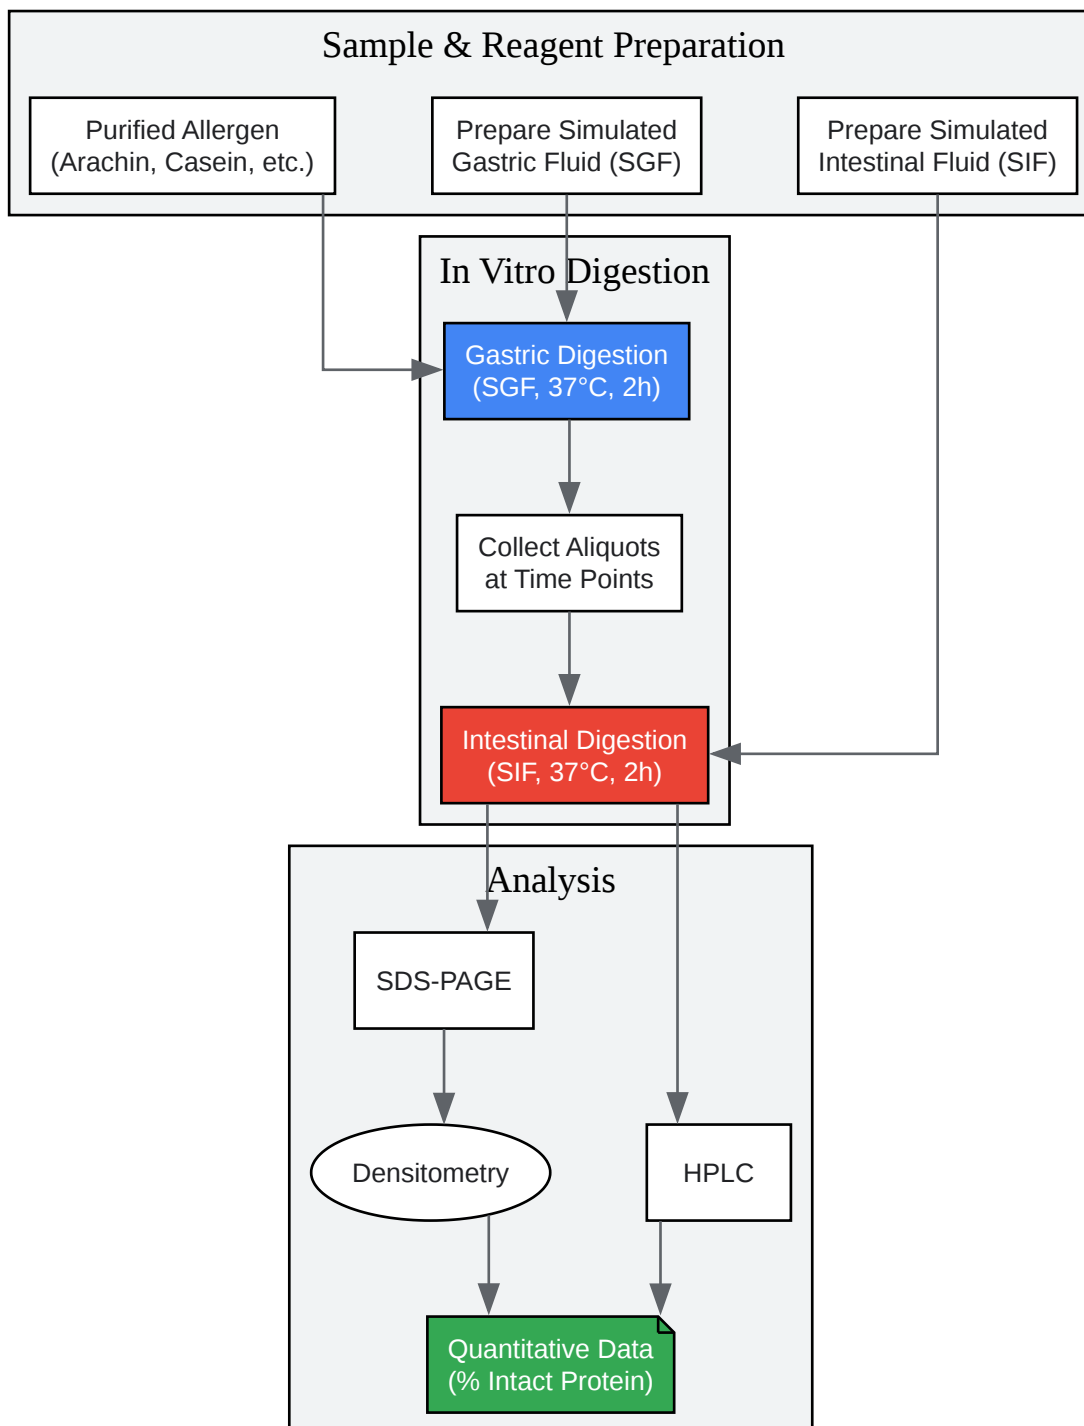 Sample & Reagent Preparation
Purified Allergen
(Arachin, Casein, etc.)
Prepare Simulated
Gastric Fluid (SGF)
Prepare Simulated
Intestinal Fluid (SIF)
In Vitro Digestion
Gastric Digestion
(SGF, 37°C, 2h)
Collect Aliquots
at Time Points
Intestinal Digestion
(SIF, 37°C, 2h)
Analysis
SDS-PAGE
Densitometry
HPLC
Quantitative Data
(% Intact Protein)